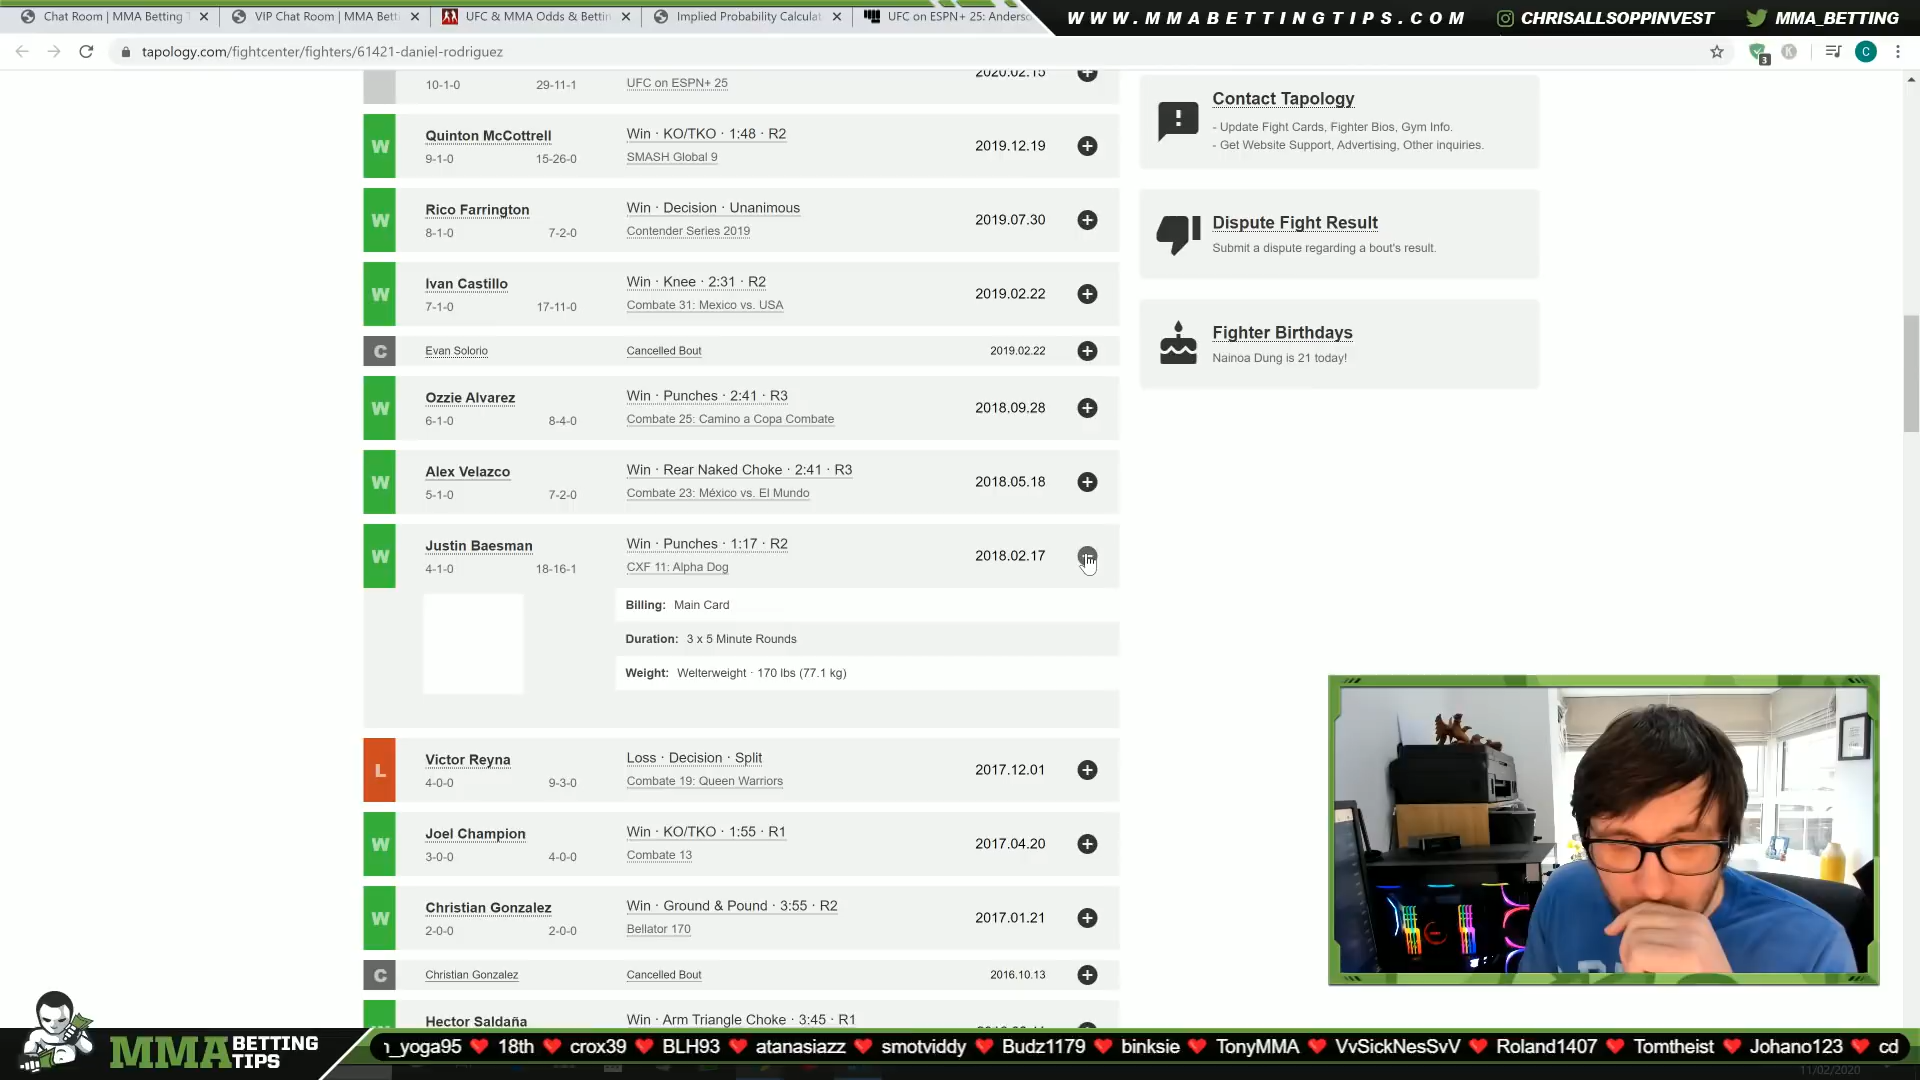 Chat Room | MMA Betting T
VIP Chat Room | MMA Betti
UFC & MMA Odds & Bettin
Implied Probability Calculat
UFC on ESPN+ 25: Anderso
WWW.MMABETTINGTIPS.COM
CHRISALLSOPPINVEST
MMA_BETTING
tapology.com/fightcenter/fighters/61421-daniel-rodriguez
3
K
C
10-1-0 29-11-1 UFC on ESPN+ 25 2020.02.15
W Quinton McCottrell Win · KO/TKO · 1:48 · R2 2019.12.19
9-1-0 15-26-0 SMASH Global 9
W Rico Farrington Win · Decision · Unanimous 2019.07.30
8-1-0 7-2-0 Contender Series 2019
W Ivan Castillo Win · Knee · 2:31 · R2 2019.02.22
7-1-0 17-11-0 Combate 31: Mexico vs. USA
C Evan Solorio Cancelled Bout 2019.02.22
W Ozzie Alvarez Win · Punches · 2:41 · R3 2018.09.28
6-1-0 8-4-0 Combate 25: Camino a Copa Combate
W Alex Velazco Win · Rear Naked Choke · 2:41 · R3 2018.05.18
5-1-0 7-2-0 Combate 23: México vs. El Mundo
W Justin Baesman Win · Punches · 1:17 · R2 2018.02.17
4-1-0 18-16-1 CXF 11: Alpha Dog
Billing: Main Card
Duration: 3 x 5 Minute Rounds
Weight: Welterweight · 170 lbs (77.1 kg)
L Victor Reyna Loss · Decision · Split 2017.12.01
4-0-0 9-3-0 Combate 19: Queen Warriors
W Joel Champion Win · KO/TKO · 1:55 · R1 2017.04.20
3-0-0 4-0-0 Combate 13
W Christian Gonzalez Win · Ground & Pound · 3:55 · R2 2017.01.21
2-0-0 2-0-0 Bellator 170
C Christian Gonzalez Cancelled Bout 2016.10.13
Hector Saldaña Win · Arm Triangle Choke · 3:45 · R1
Contact Tapology
- Update Fight Cards, Fighter Bios, Gym Info.
- Get Website Support, Advertising, Other inquiries.
Dispute Fight Result
Submit a dispute regarding a bout's result.
Fighter Birthdays
Nainoa Dung is 21 today!
MMA BETTING TIPS
_yoga95 ❤ 18th ❤ crox39 ❤ BLH93 ❤ atanasiazz ❤ smotviddy ❤ Budz1179 ❤ binksie ❤ TonyMMA ❤ VvSickNesSvV ❤ Roland1407 ❤ Tomtheist ❤ Johano123 ❤ cd
11/02/2020